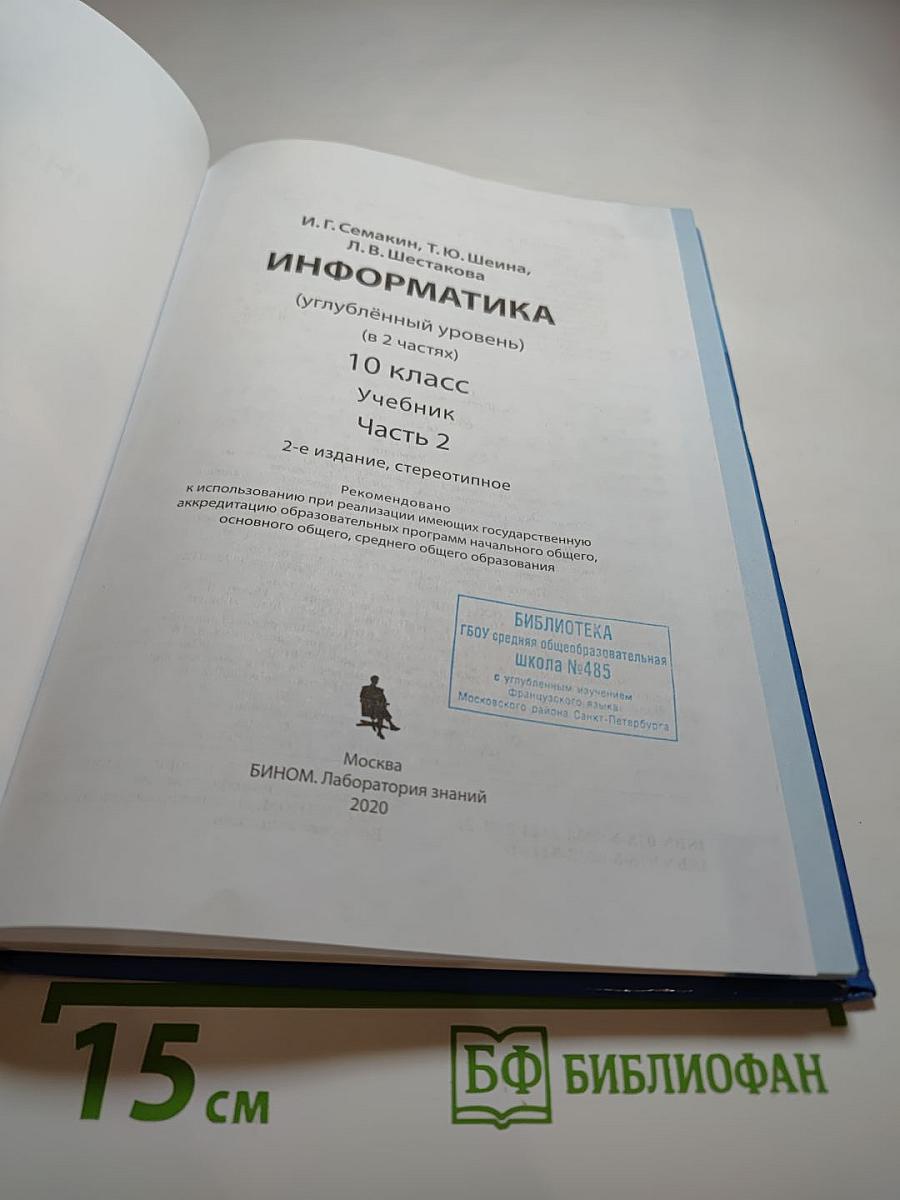 И. Г. Семакин, Т. Ю. Шеина,
Л. В. Шестакова
ИНФОРМАТИКА
(углублённый уровень)
(в 2 частях)
10 класс
Учебник
Часть 2
2-е издание, стереотипное
Рекомендовано
к использованию при реализации имеющих государственную
аккредитацию образовательных программ начального общего,
основного общего, среднего общего образования
БИБЛИОТЕКА
ГБОУ средняя общеобразовательная
школа №485
с углубленным изучением
французского языка
Московского района Санкт-Петербурга
Москва
БИНОМ. Лаборатория знаний
2020
15 см
БФ БИБЛИОФАН